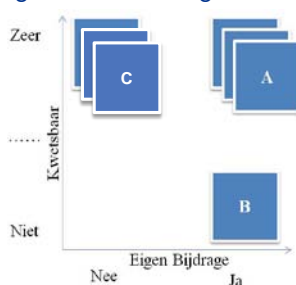 Zeer
C
A
Kwetsbaar
......
B
Niet
Eigen Bijdrage
Nee
Ja